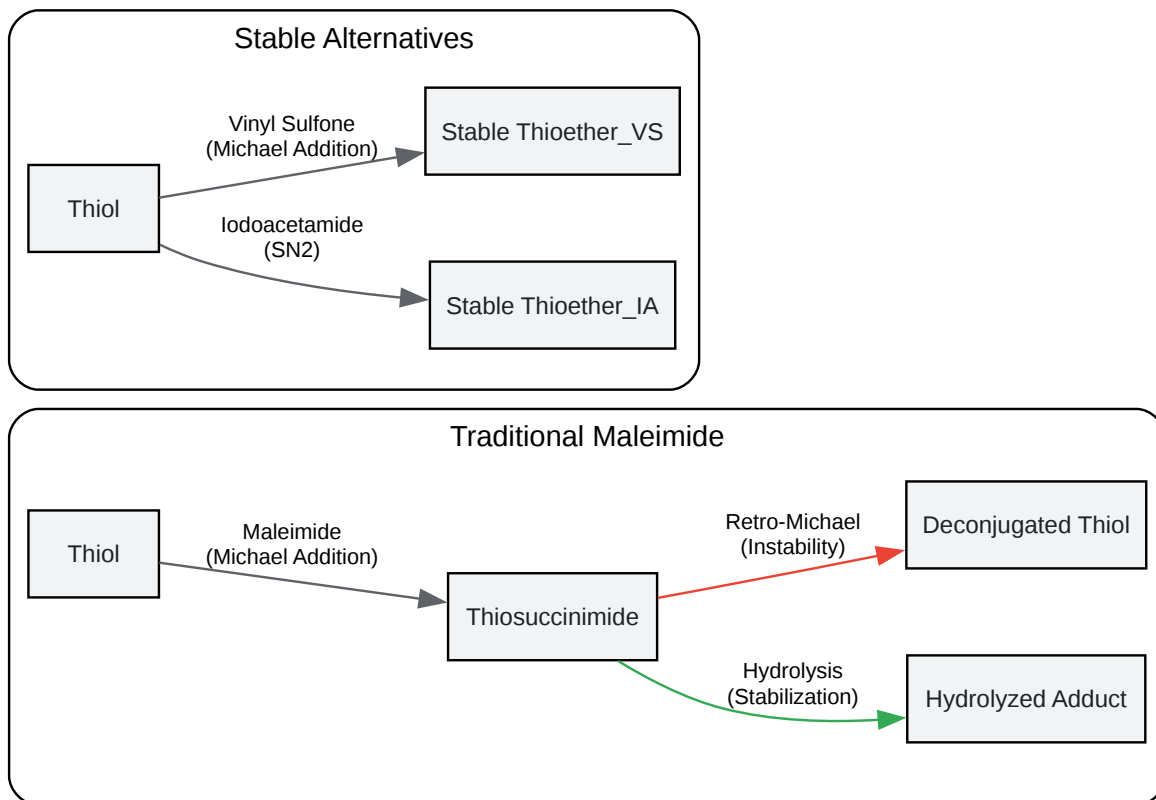 Stable Alternatives
Vinyl Sulfone
(Michael Addition)
Stable Thioether_VS
Thiol
Iodoacetamide
(SN2)
Stable Thioether_IA
Traditional Maleimide
Thiol
Maleimide
(Michael Addition)
Thiosuccinimide
Retro-Michael
(Instability)
Deconjugated Thiol
Hydrolysis
(Stabilization)
Hydrolyzed Adduct